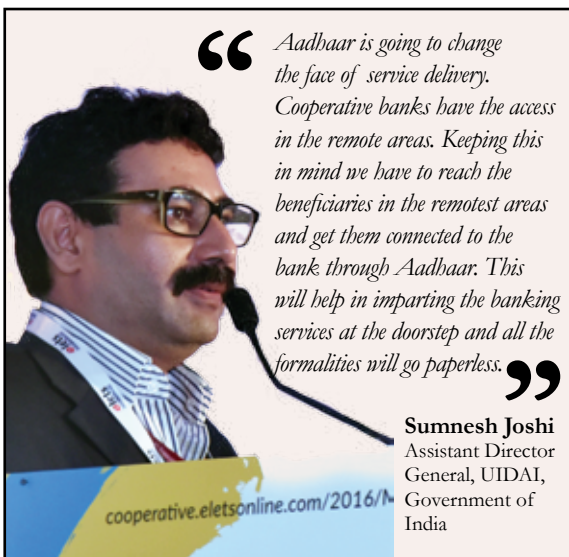 “
Aadhaar is going to change
the face of service delivery.
Cooperative banks have the access
in the remote areas. Keeping this
in mind we have to reach the
beneficiaries in the remotest areas
and get them connected to the
bank through Aadhaar. This
will help in imparting the banking
services at the doorstep and all the
formalities will go paperless.
”
Sumnesh Joshi
Assistant Director
General, UIDAI,
Government of
India
elets
cooperative.eletsonline.com/2016/M